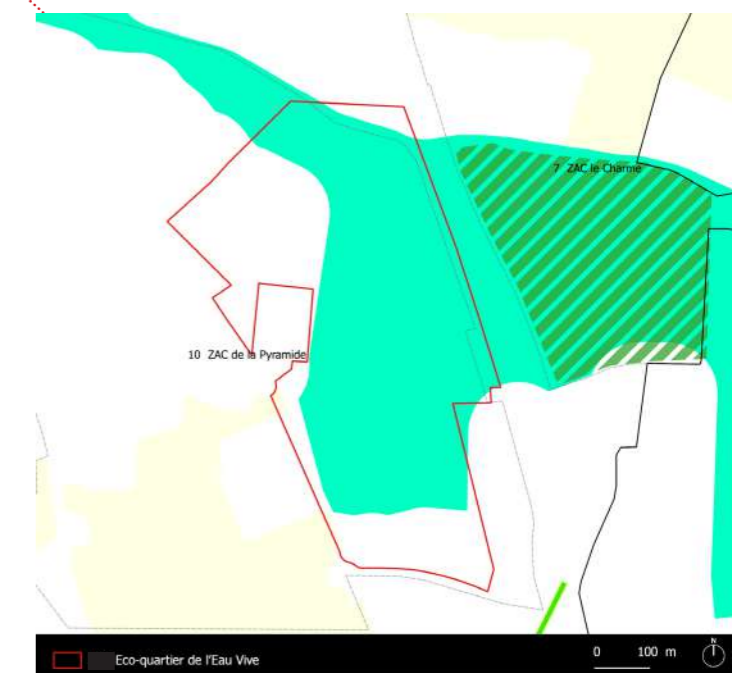 7 ZAC le Charme
10 ZAC de la Pyramide
Eco-quartier de l'Eau Vive
0 100 m
N